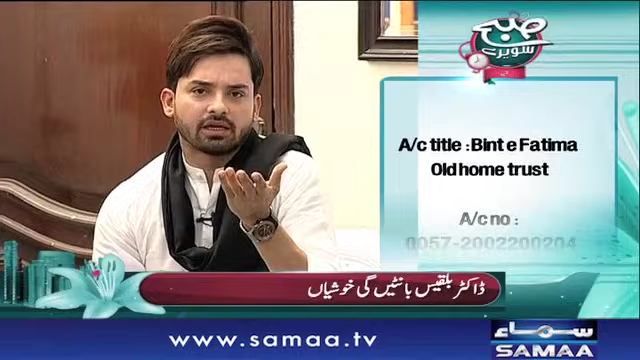 صبح
سویرے
A/c title : Bint e Fatima
Old home trust
A/c no :
0057-2002200204
ڈاکٹر بلقیس بانٹیں گی خوشیاں
www.samaa.tv
سماء
SAMAA